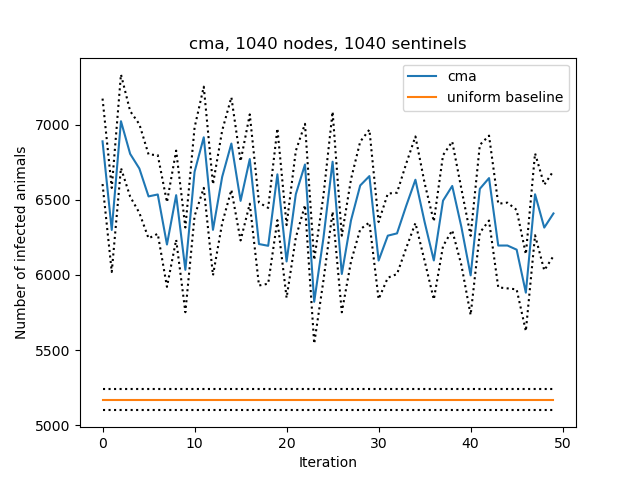 cma, 1040 nodes, 1040 sentinels
cma
uniform baseline
Number of infected animals
7000
6500
6000
5500
5000
0 10 20 30 40 50
Iteration